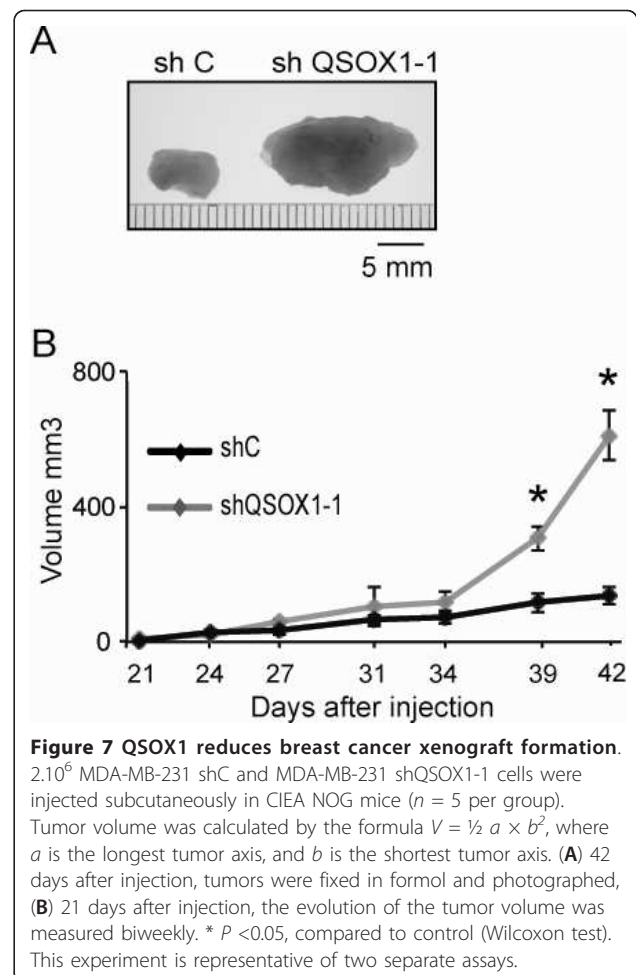 A
sh C sh QSOX1-1
5 mm
B
800
400
0
Volume mm3
shC
shQSOX1-1
*
*
21 24 27 31 34 39 42
Days after injection
Figure 7 QSOX1 reduces breast cancer xenograft formation.
2.10⁶ MDA-MB-231 shC and MDA-MB-231 shQSOX1-1 cells were
injected subcutaneously in CIEA NOG mice (n = 5 per group).
Tumor volume was calculated by the formula V = ½ a × b², where
a is the longest tumor axis, and b is the shortest tumor axis. (A) 42
days after injection, tumors were fixed in formol and photographed,
(B) 21 days after injection, the evolution of the tumor volume was
measured biweekly. * P <0.05, compared to control (Wilcoxon test).
This experiment is representative of two separate assays.